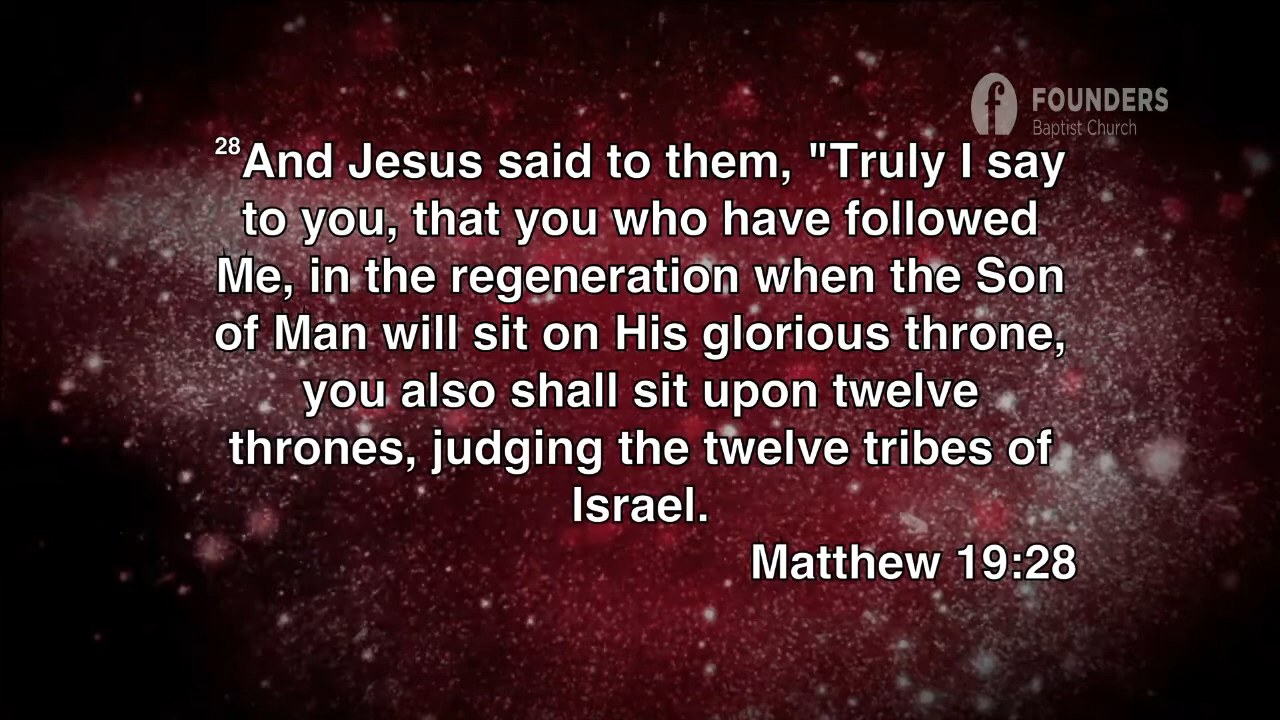 FOUNDERS
Baptist Church
28And Jesus said to them, "Truly I say
to you, that you who have followed
Me, in the regeneration when the Son
of Man will sit on His glorious throne,
you also shall sit upon twelve
thrones, judging the twelve tribes of
Israel.
Matthew 19:28